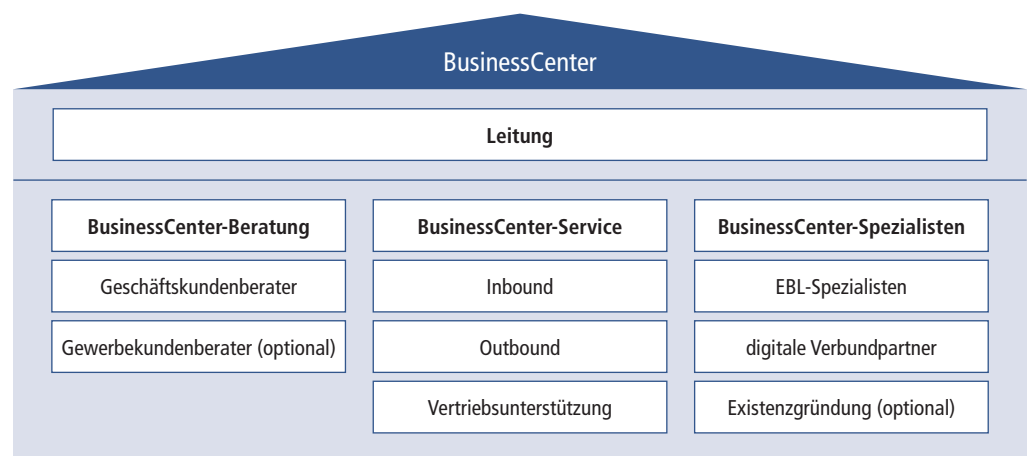 BusinessCenter
Leitung
BusinessCenter-Beratung
Geschäftskundenberater
Gewerbekundenberater (optional)
BusinessCenter-Service
Inbound
Outbound
Vertriebsunterstützung
BusinessCenter-Spezialisten
EBL-Spezialisten
digitale Verbundpartner
Existenzgründung (optional)